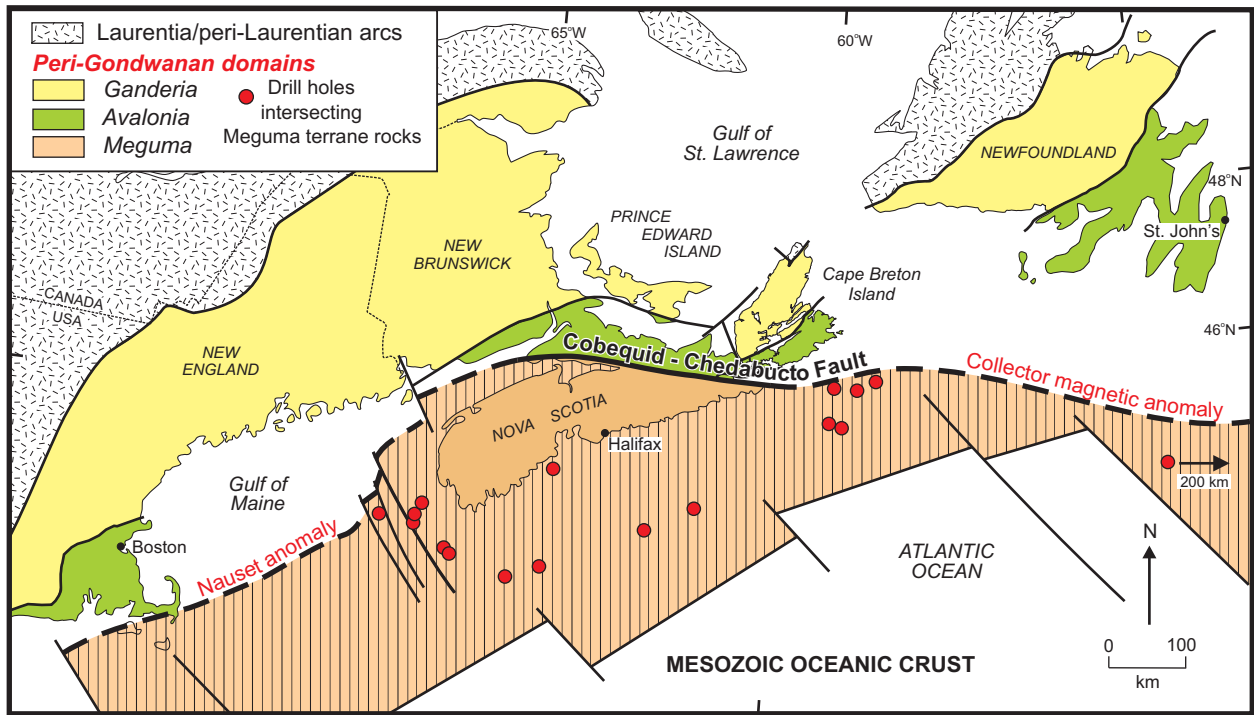 Laurentia/peri-Laurentian arcs
Peri-Gondwanan domains
Ganderia
Avalonia
Meguma
Drill holes
intersecting
Meguma terrane rocks
65°W
60°W
48°N
46°N
Gulf of
St. Lawrence
NEWFOUNDLAND
St. John's
PRINCE
EDWARD
ISLAND
NEW
BRUNSWICK
Cape Breton
Island
CANADA
USA
NEW
ENGLAND
Cobequid - Chedabucto Fault
Collector magnetic anomaly
NOVA SCOTIA
Halifax
Gulf of
Maine
200 km
Boston
Nauset anomaly
ATLANTIC
OCEAN
N
MESOZOIC OCEANIC CRUST
0 100
km